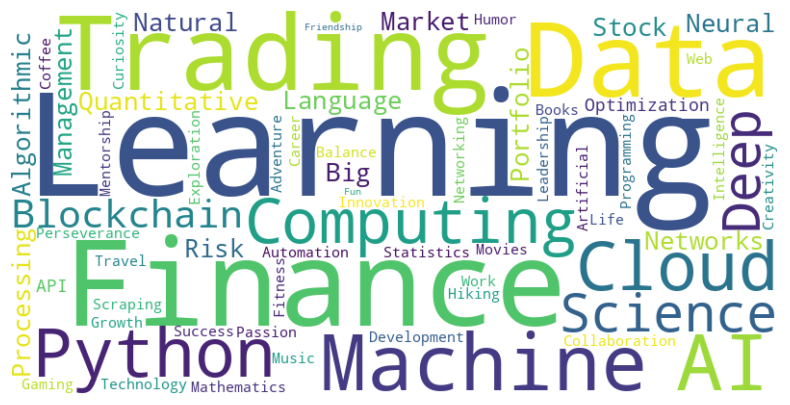 Natural
Trading
Friendship
Market
Humor
Stock
Neural
Algorithmic
Coffee
Management
Curiosity
Data
Web
Quantitative
Language
Portfolio
Books
Optimization
Learning
Mentorship
Exploration
Adventure
Career
Balance
Big
Fun
Innovation
Networking
Leadership
Artificial
Programming
Intelligence
Deep
Creativity
Blockchain
Computing
Life
Perseverance
Risk
Automation
Statistics
Movies
Networks
Processing
API
Travel
Finance
Fitness
Work
Hiking
Cloud
Scraping
Growth
Science
Success
Passion
Python
Music
Development
Machine
Collaboration
AI
Gaming
Technology
Mathematics